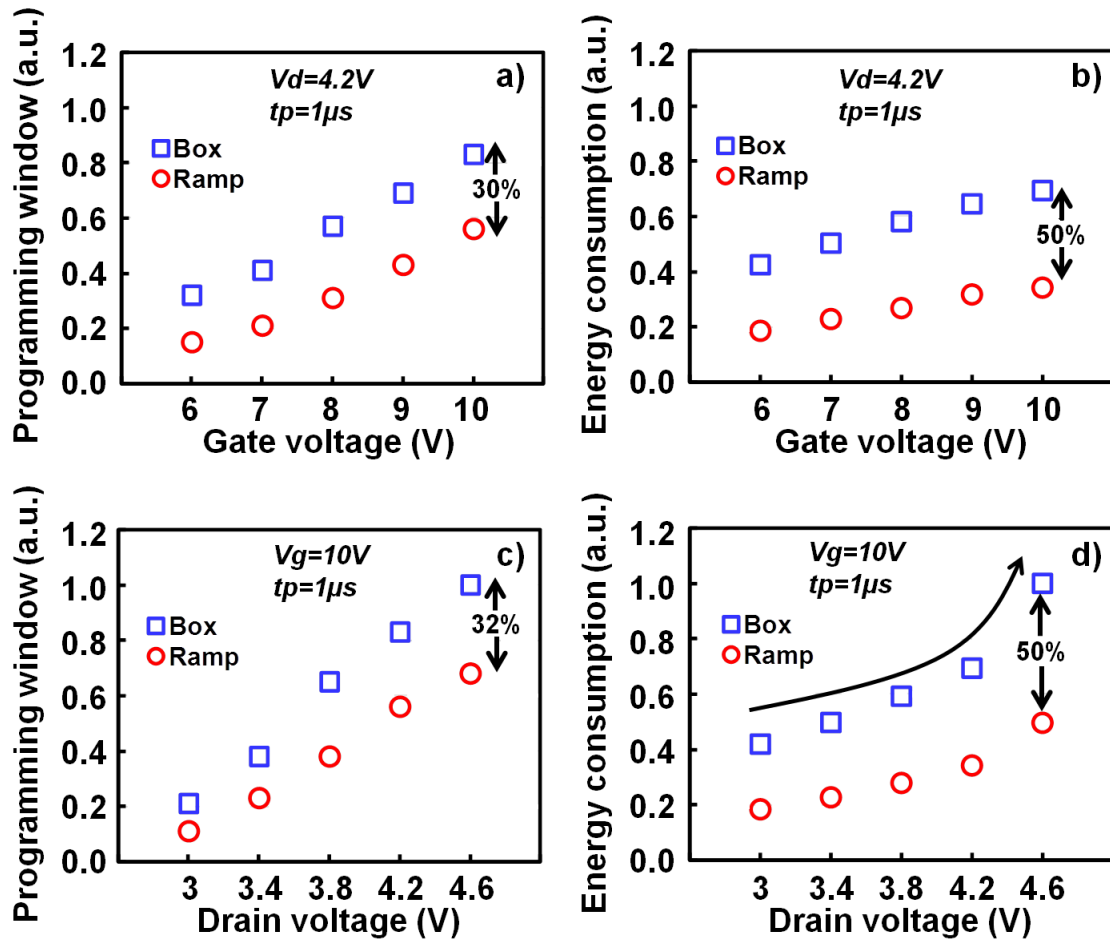 Programming window (a.u.)
1.2
1.0
0.8
0.6
0.4
0.2
0.0
Vd=4.2V
tp=1µs
a)
Box
Ramp
30%
6 7 8 9 10
Gate voltage (V)
Energy consumption (a.u.)
1.2
1.0
0.8
0.6
0.4
0.2
0.0
Vd=4.2V
tp=1µs
b)
Box
Ramp
50%
6 7 8 9 10
Gate voltage (V)
Programming window (a.u.)
1.2
1.0
0.8
0.6
0.4
0.2
0.0
Vg=10V
tp=1µs
c)
Box
Ramp
32%
3 3.4 3.8 4.2 4.6
Drain voltage (V)
Energy consumption (a.u.)
1.2
1.0
0.8
0.6
0.4
0.2
0.0
Vg=10V
tp=1µs
d)
Box
Ramp
50%
3 3.4 3.8 4.2 4.6
Drain voltage (V)